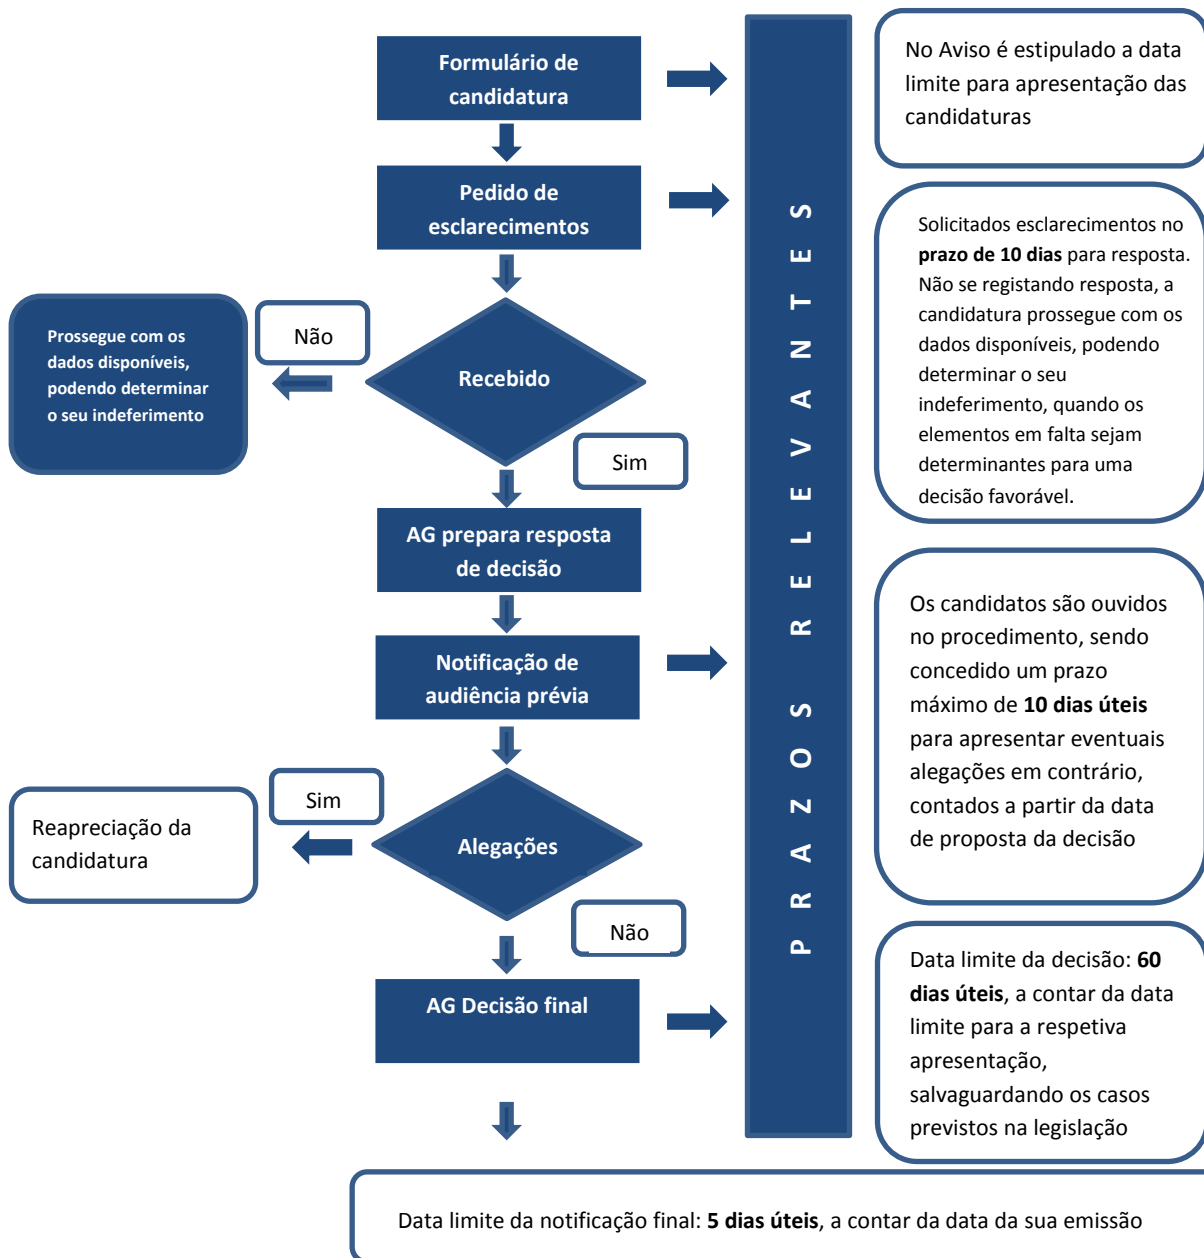 Formulário de
candidatura
No Aviso é estipulado a data
limite para apresentação das
candidaturas
Pedido de
esclarecimentos
Solicitados esclarecimentos no
prazo de 10 dias para resposta.
Não se registando resposta, a
candidatura prossegue com os
dados disponíveis, podendo
determinar o seu
indeferimento, quando os
elementos em falta sejam
determinantes para uma
decisão favorável.
Não
Prossegue com os
dados disponíveis,
podendo determinar
o seu indeferimento
Recebido
Sim
AG prepara resposta
de decisão
Notificação de
audiência prévia
Os candidatos são ouvidos
no procedimento, sendo
concedido um prazo
máximo de 10 dias úteis
para apresentar eventuais
alegações em contrário,
contados a partir da data
de proposta da decisão
Sim
Reapreciação da
candidatura
Alegações
Não
AG Decisão final
Data limite da decisão: 60
dias úteis, a contar da data
limite para a respetiva
apresentação,
salvaguardando os casos
previstos na legislação
PRAZOS RELEVANTES
Data limite da notificação final: 5 dias úteis, a contar da data da sua emissão